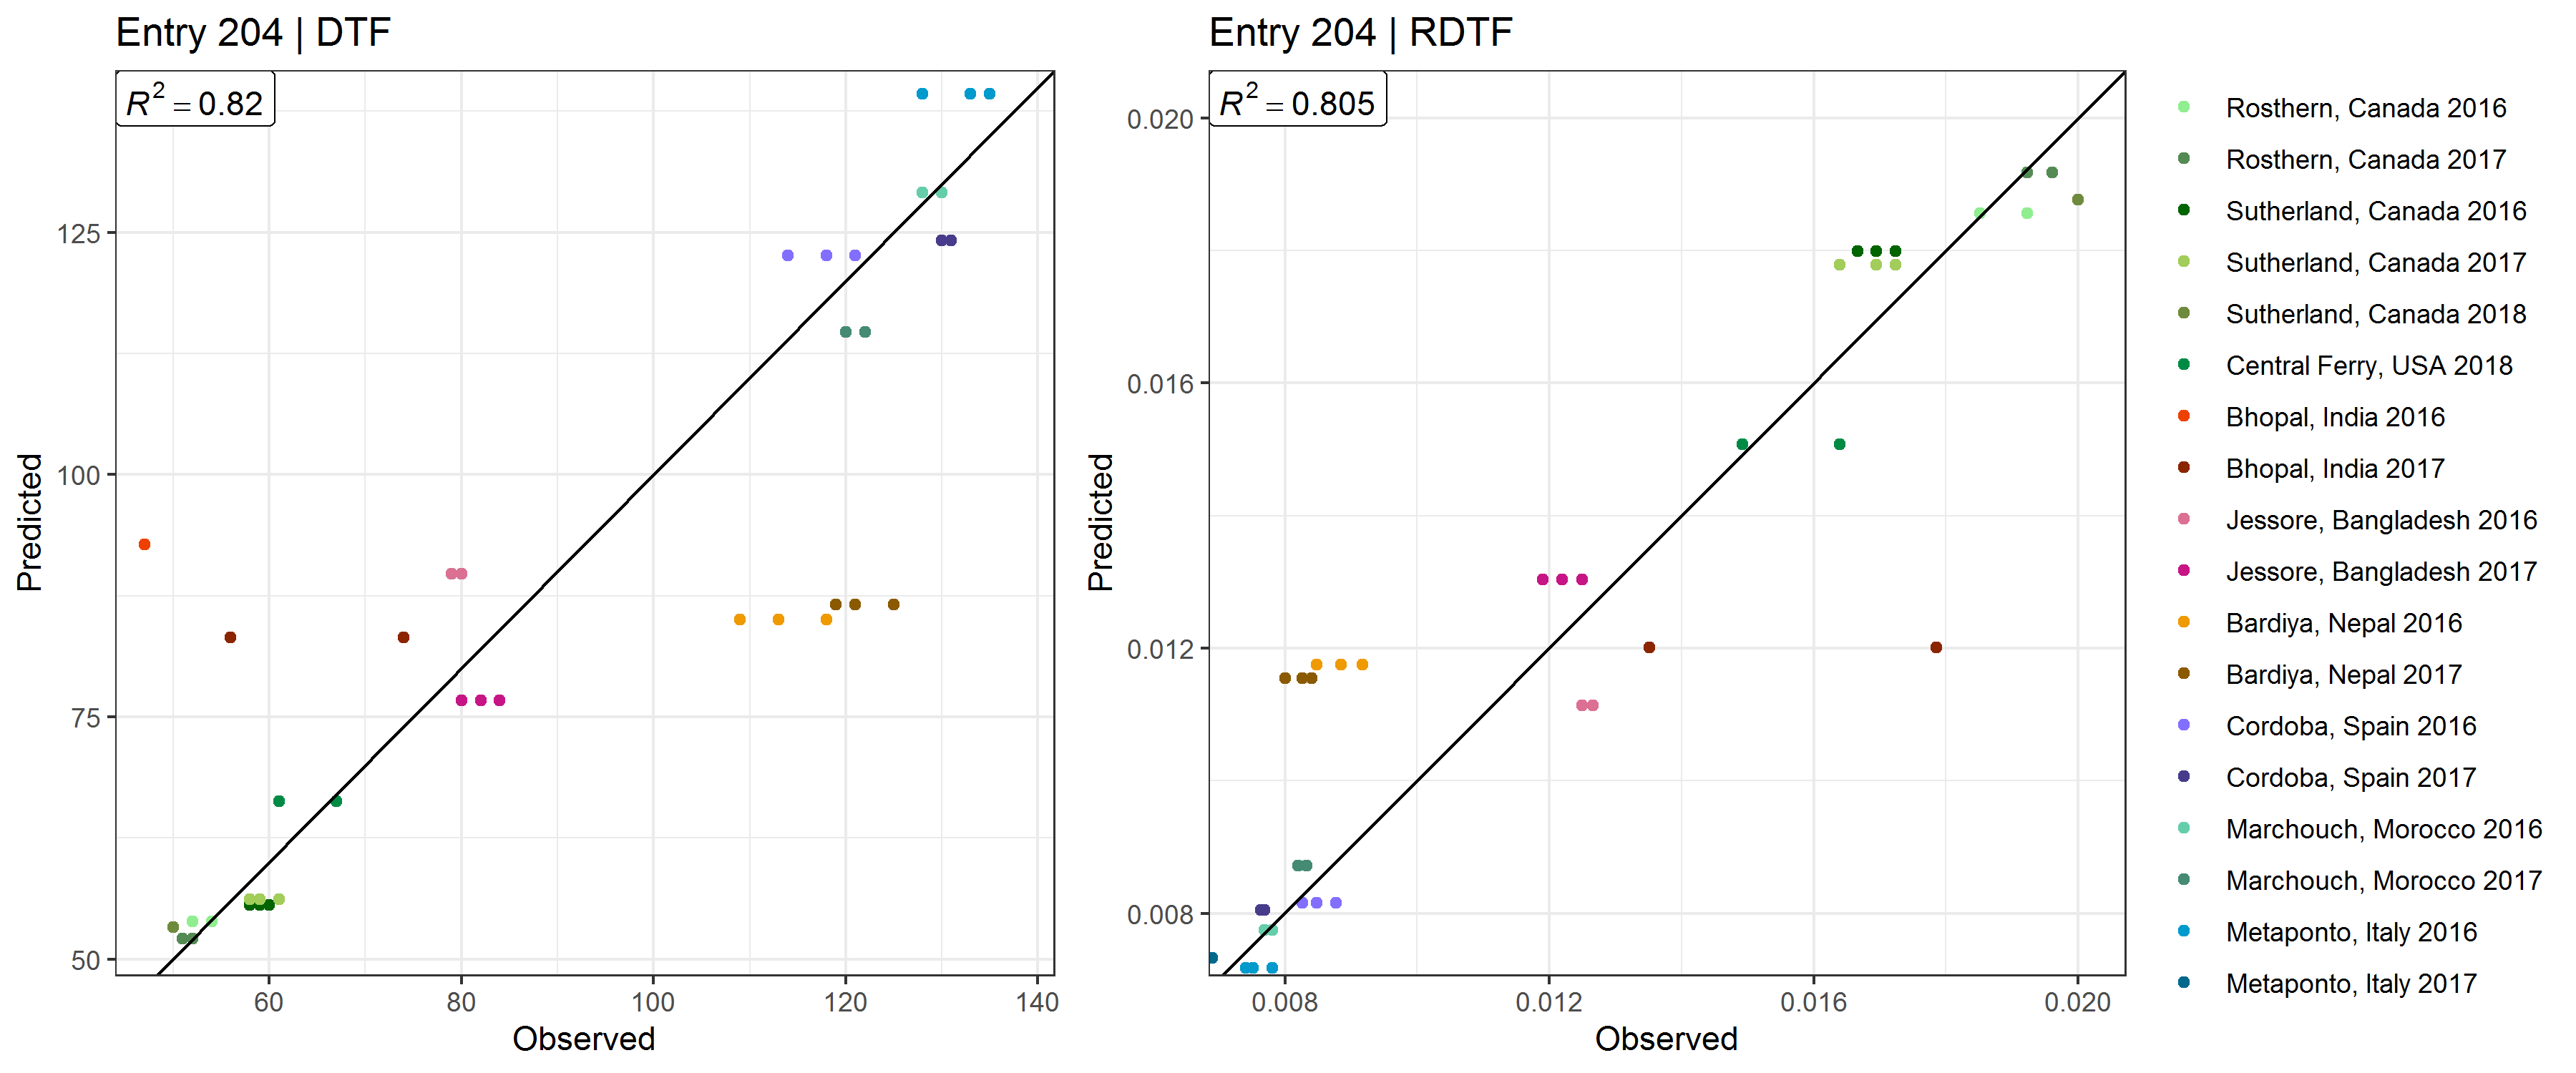 Entry 204 | DTF
R² = 0.82
125
100
75
50
60 80 100 120 140
Observed
Predicted
Entry 204 | RDTF
R² = 0.805
0.020
0.016
0.012
0.008
0.008 0.012 0.016 0.020
Observed
Predicted
Rosthern, Canada 2016
Rosthern, Canada 2017
Sutherland, Canada 2016
Sutherland, Canada 2017
Sutherland, Canada 2018
Central Ferry, USA 2018
Bhopal, India 2016
Bhopal, India 2017
Jessore, Bangladesh 2016
Jessore, Bangladesh 2017
Bardiya, Nepal 2016
Bardiya, Nepal 2017
Cordoba, Spain 2016
Cordoba, Spain 2017
Marchouch, Morocco 2016
Marchouch, Morocco 2017
Metaponto, Italy 2016
Metaponto, Italy 2017